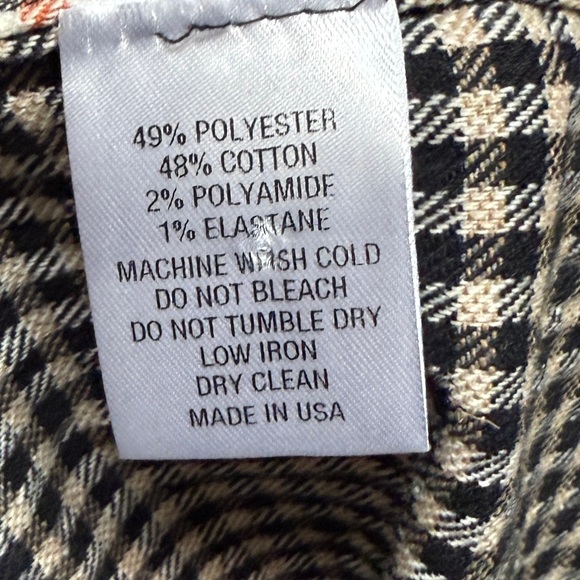 49% POLYESTER
48% COTTON
2% POLYAMIDE
1% ELASTANE
MACHINE WASH COLD
DO NOT BLEACH
DO NOT TUMBLE DRY
LOW IRON
DRY CLEAN
MADE IN USA